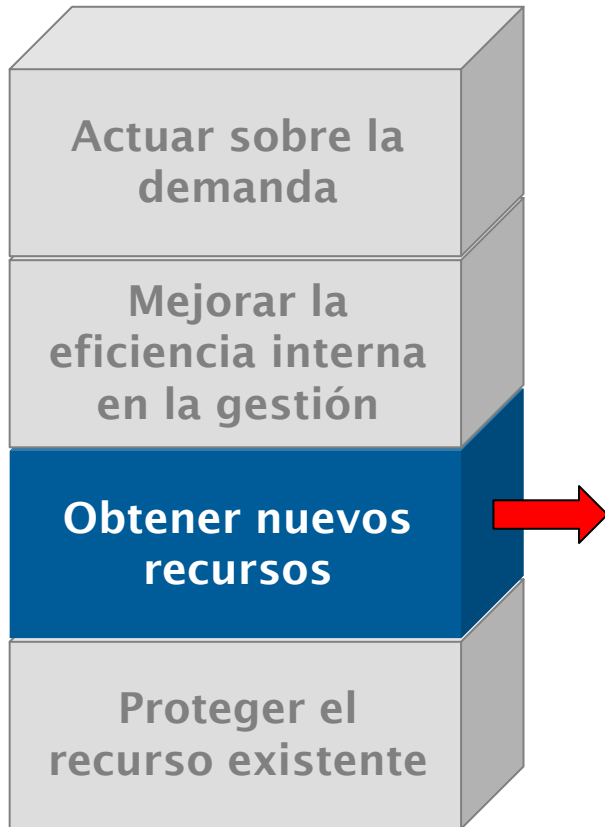 Actuar sobre la
demanda
Mejorar la
eficiencia interna
en la gestión
Obtener nuevos
recursos
Proteger el
recurso existente